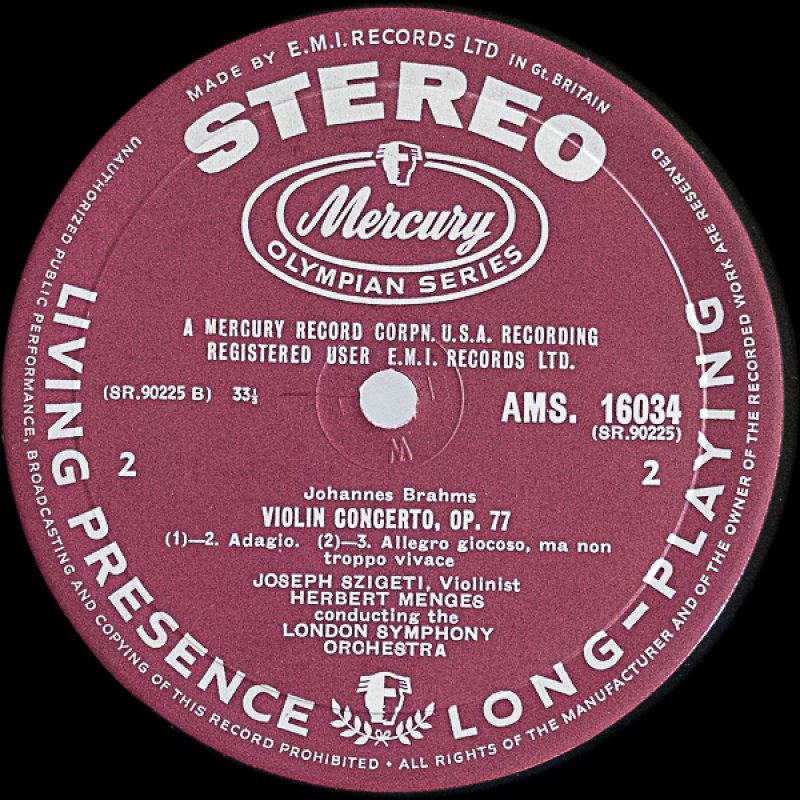 MADE BY E.M.I. RECORDS LTD IN Gt. BRITAIN
STEREO
Mercury
OLYMPIAN SERIES
A MERCURY RECORD CORPN. U.S.A. RECORDING
REGISTERED USER E.M.I. RECORDS LTD.
(SR.90225 B) 33⅓
AMS. 16034
(SR.90225)
2
2
Johannes Brahms
VIOLIN CONCERTO, OP. 77
(1)—2. Adagio. (2)—3. Allegro giocoso, ma non
troppo vivace
JOSEPH SZIGETI, Violinist
HERBERT MENGES
conducting the
LONDON SYMPHONY
ORCHESTRA
LIVING PRESENCE
LONG-PLAYING
UNAUTHORIZED PUBLIC PERFORMANCE, BROADCASTING AND COPYING OF THIS RECORD PROHIBITED • ALL RIGHTS OF THE MANUFACTURER AND OF THE OWNER OF THE RECORDED WORK ARE RESERVED